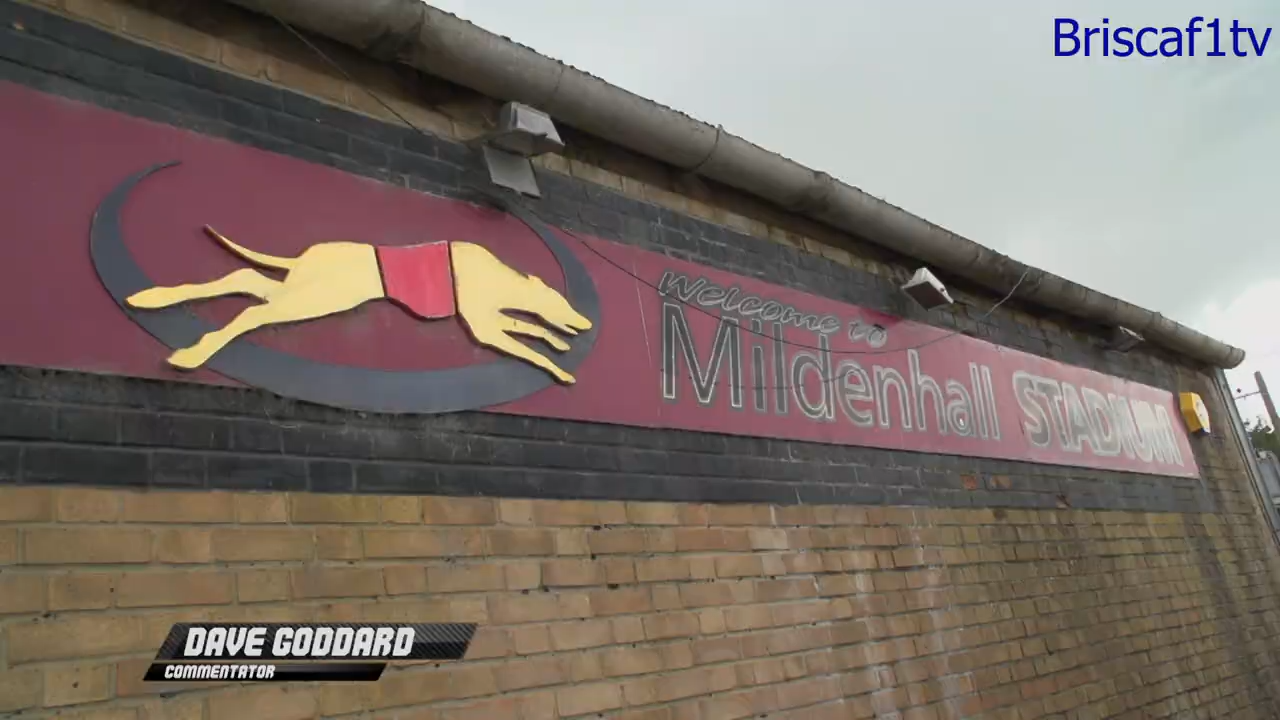 Briscaf1tv
Welcome to
Mildenhall STADIUM
DAVE GODDARD
COMMENTATOR